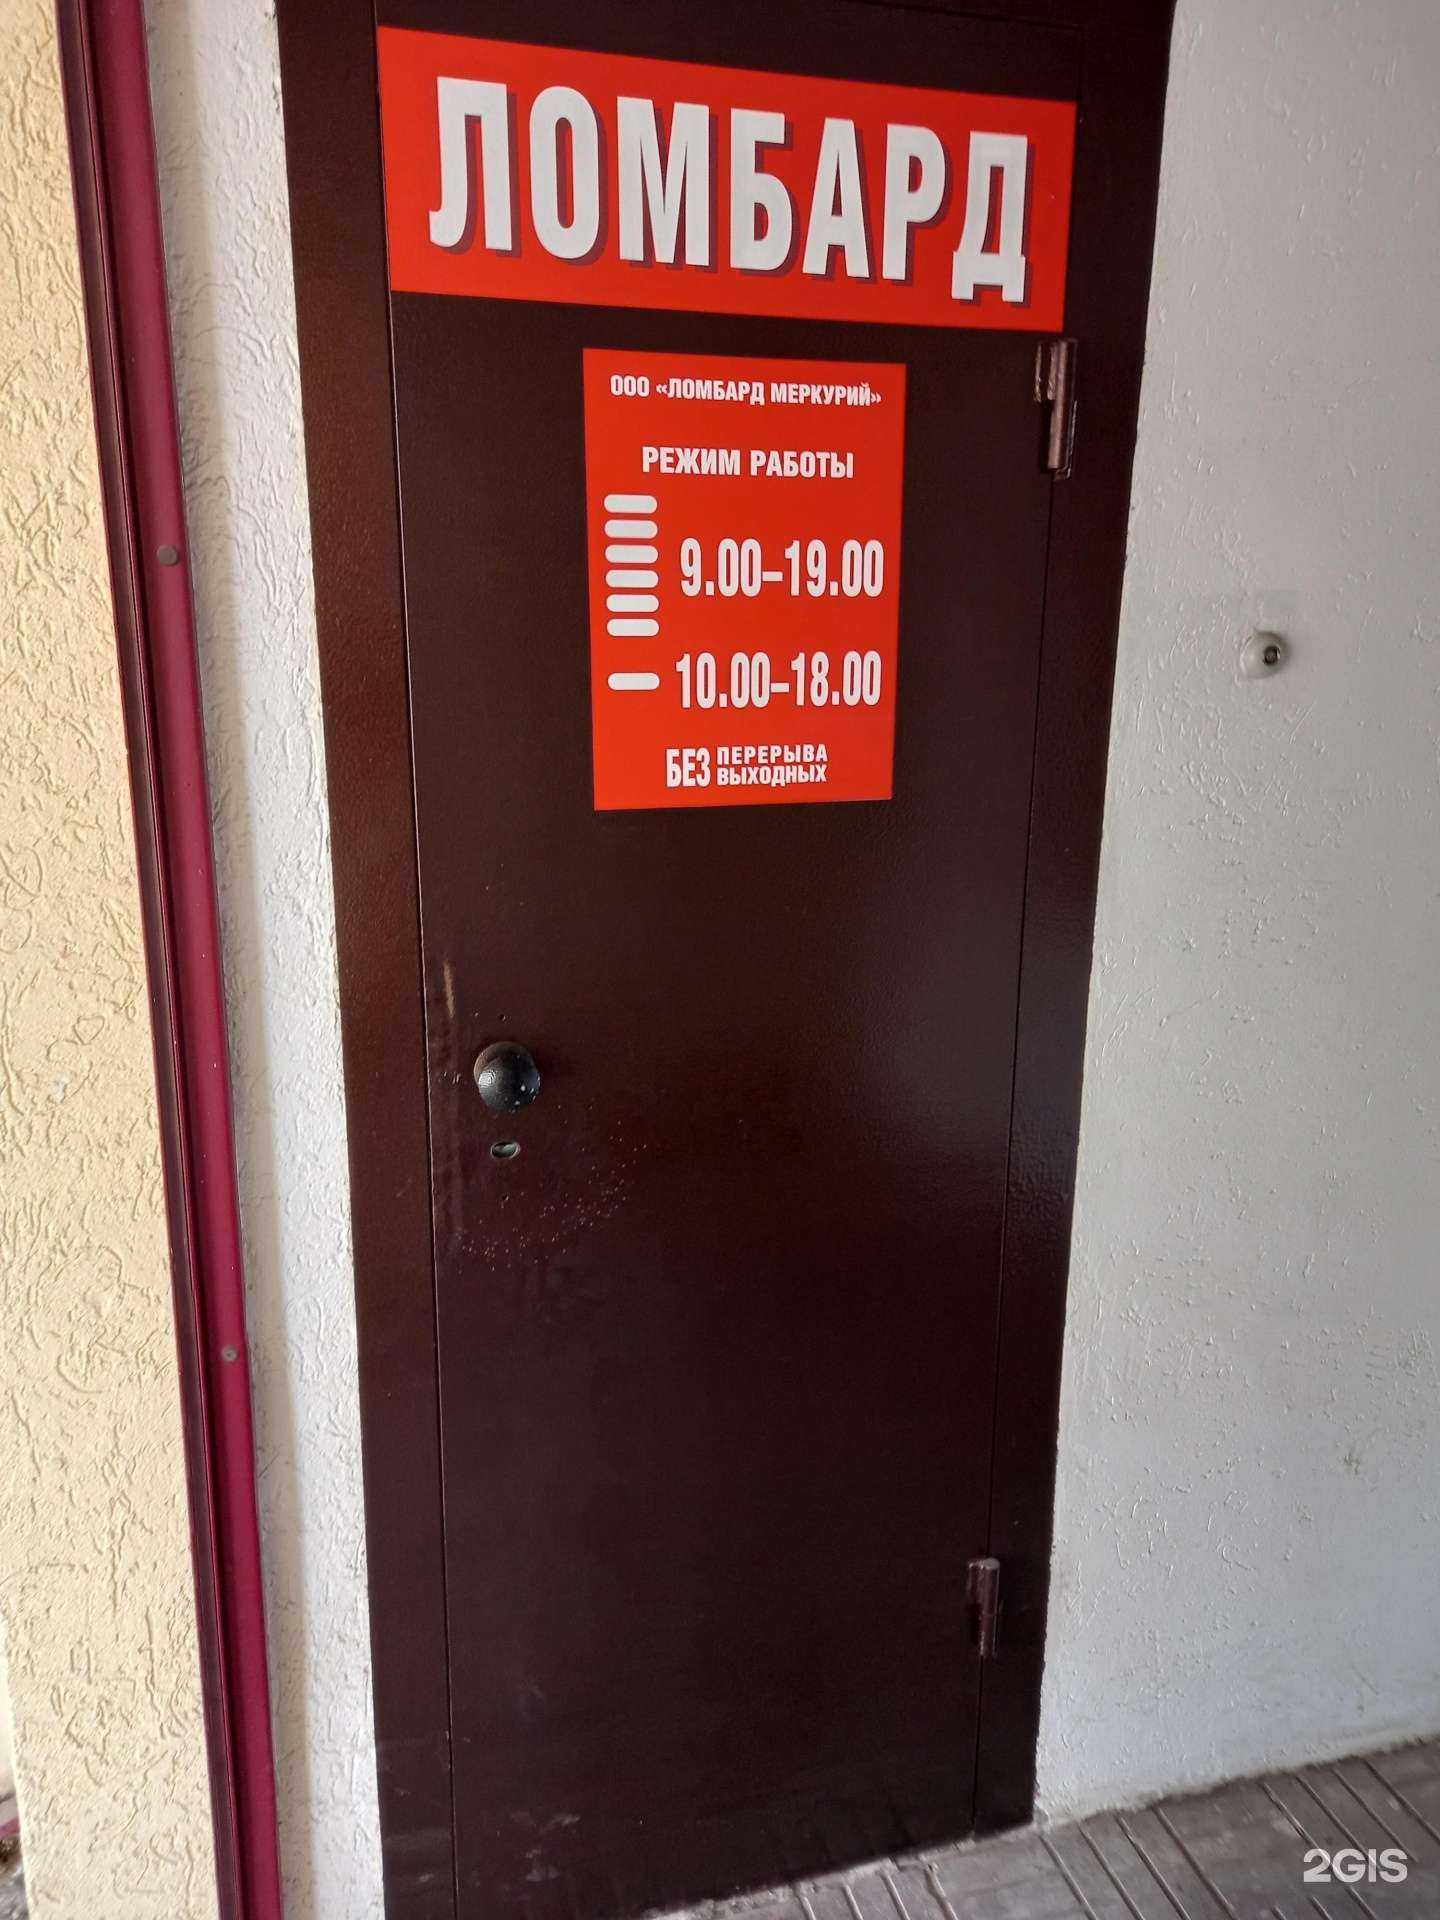 ЛОМБАРД
ООО «ЛОМБАРД МЕРКУРИЙ»
РЕЖИМ РАБОТЫ
9.00–19.00
10.00–18.00
БЕЗ ПЕРЕРЫВА
ВЫХОДНЫХ
2GIS